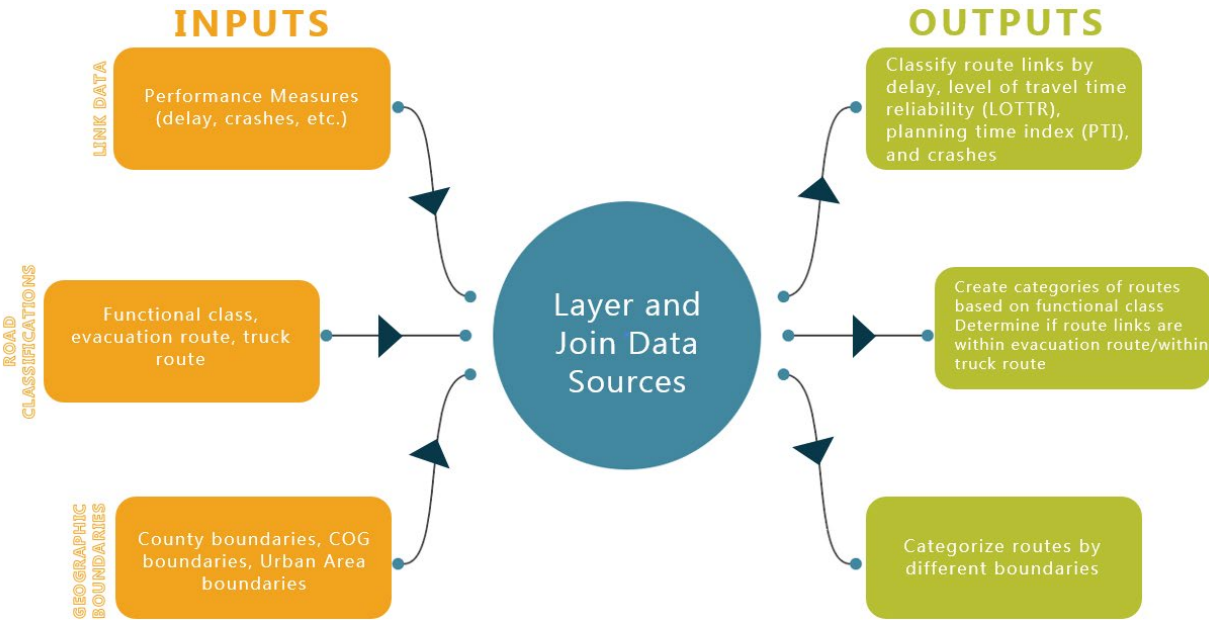 INPUTS
LINK DATA
Performance Measures
(delay, crashes, etc.)
ROAD
CLASSIFICATIONS
Functional class,
evacuation route, truck
route
GEOGRAPHIC
BOUNDARIES
County boundaries, COG
boundaries, Urban Area
boundaries
Layer and
Join Data
Sources
OUTPUTS
Classify route links by
delay, level of travel time
reliability (LOTTR),
planning time index (PTI),
and crashes
Create categories of routes
based on functional class
Determine if route links are
within evacuation route/within
truck route
Categorize routes by
different boundaries